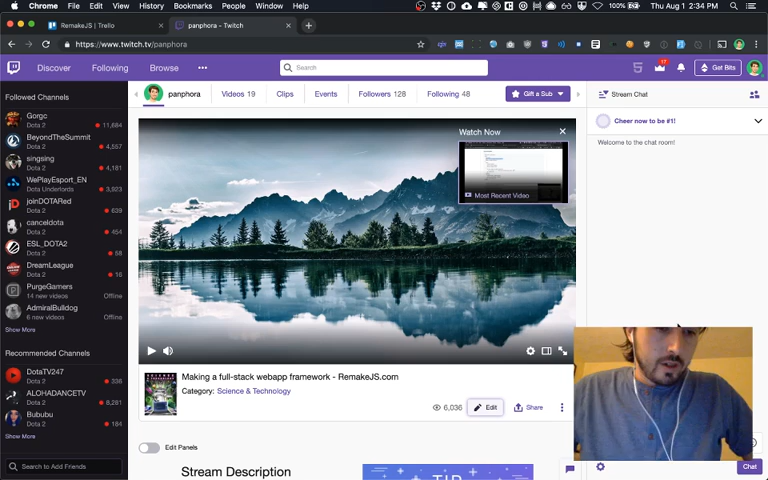 Chrome File Edit View History Bookmarks People Window Help
100% Thu Aug 1 2:34 PM
RemakeJS | Trello
panphora - Twitch
https://www.twitch.tv/panphora
Discover Following Browse
Search
17
Get Bits
Followed Channels
Gorgc
Dota 2
11,684
BeyondTheSummit
Dota 2
4,557
singsing
Dota 2
4,181
WePlayEsport_EN
Dota Underlords
3,923
joinDOTARed
Dota 2
639
canceldota
Dota 2
454
ESL_DOTA2
Dota 2
58
DreamLeague
Dota 2
16
PurgeGamers
14 new videos
Offline
AdmiralBulldog
6 new videos
Offline
Show More
Recommended Channels
DotaTV247
Dota 2
336
ALOHADANCETV
Dota 2
8,281
Bububu
Dota 2
184
Show More
Search to Add Friends
panphora Videos 19 Clips Events Followers 128 Following 48
Gift a Sub
Watch Now
Most Recent Video
Making a full-stack webapp framework - RemakeJS.com
Category: Science & Technology
6,036
Edit
Share
Edit Panels
Stream Description
TIP
Stream Chat
Cheer now to be #1!
Welcome to the chat room!
Chat